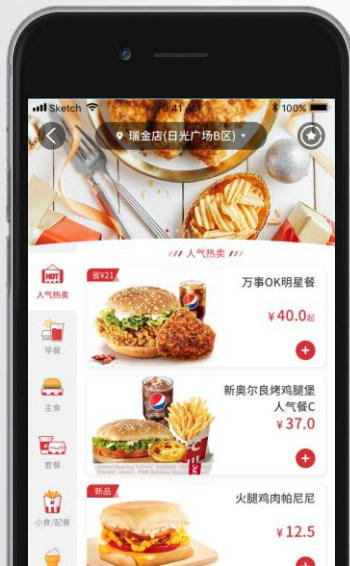 Sketch
9:41 AM
100%
瑞金店(日光广场B区)
人气热卖
HOT
人气热卖
早餐
主食
套餐
小食/配餐
省¥21
万事OK明星餐
¥40.0起
新奥尔良烤鸡腿堡
人气餐C
¥37.0
新品
火腿鸡肉帕尼尼
¥12.5